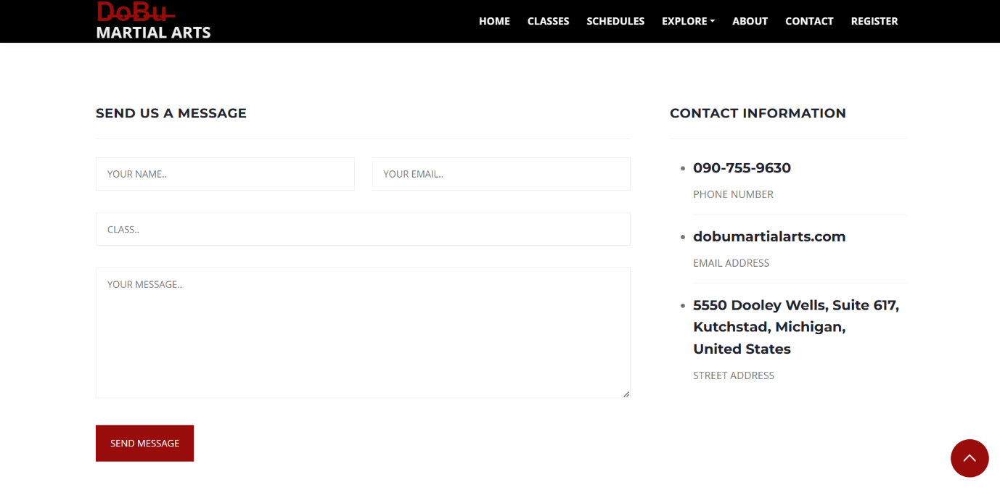 DoBu
MARTIAL ARTS
HOME CLASSES SCHEDULES EXPLORE ABOUT CONTACT REGISTER
SEND US A MESSAGE
YOUR NAME..
YOUR EMAIL..
CLASS..
YOUR MESSAGE..
SEND MESSAGE
CONTACT INFORMATION
090-755-9630
PHONE NUMBER
dobumartialarts.com
EMAIL ADDRESS
5550 Dooley Wells, Suite 617,
Kutchstad, Michigan,
United States
STREET ADDRESS